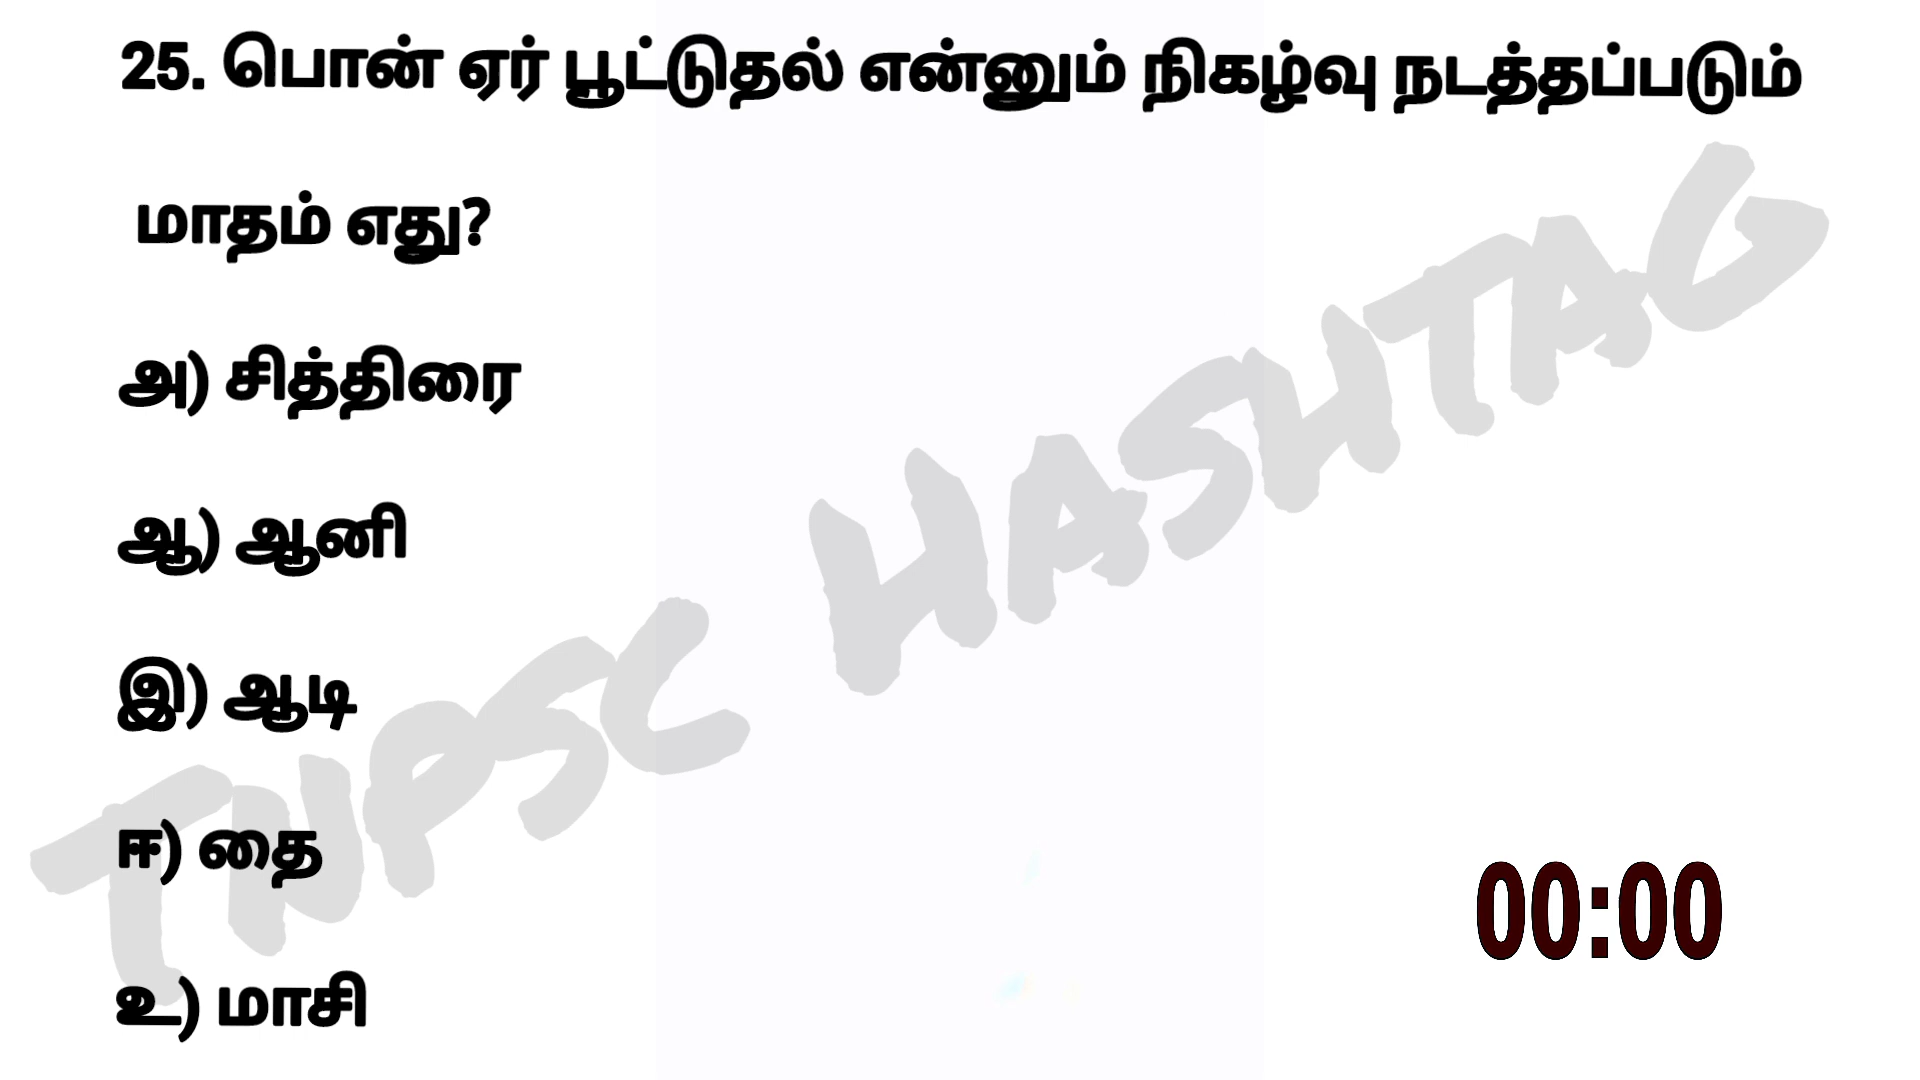 25. பொன் ஏர் பூட்டுதல் என்னும் நிகழ்வு நடத்தப்படும்
மாதம் எது?
அ) சித்திரை
ஆ) ஆனி
இ) ஆடி
ஈ) தை
உ) மாசி
TNPSC HASHTAG
00:00